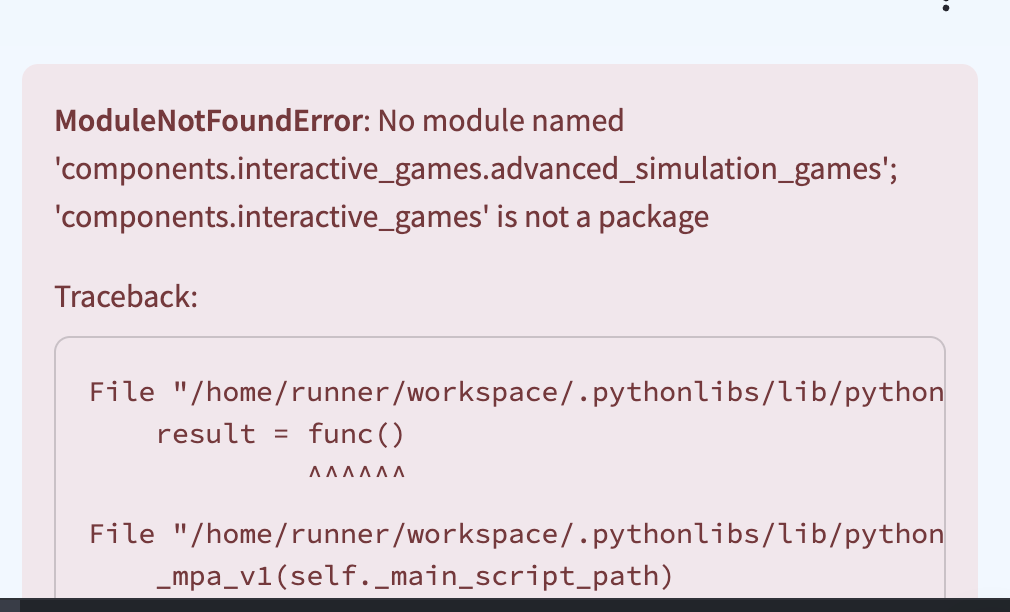 ModuleNotFoundError: No module named
'components.interactive_games.advanced_simulation_games';
'components.interactive_games' is not a package
Traceback:
File "/home/runner/workspace/.pythonlibs/lib/python
result = func()
^^^^^^
File "/home/runner/workspace/.pythonlibs/lib/python
_mpa_v1(self._main_script_path)